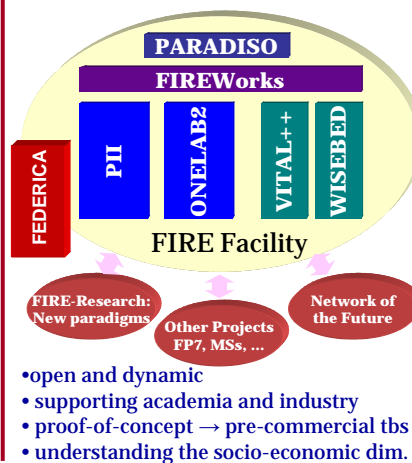 PARADISO
FIREWorks
FEDERICA
PII
ONELAB2
VITAL++
WISEBED
FIRE Facility
FIRE-Research:
New paradigms
Other Projects
FP7, MSs, ...
Network of
the Future
•open and dynamic
• supporting academia and industry
• proof-of-concept → pre-commercial tbs
• understanding the socio-economic dim.